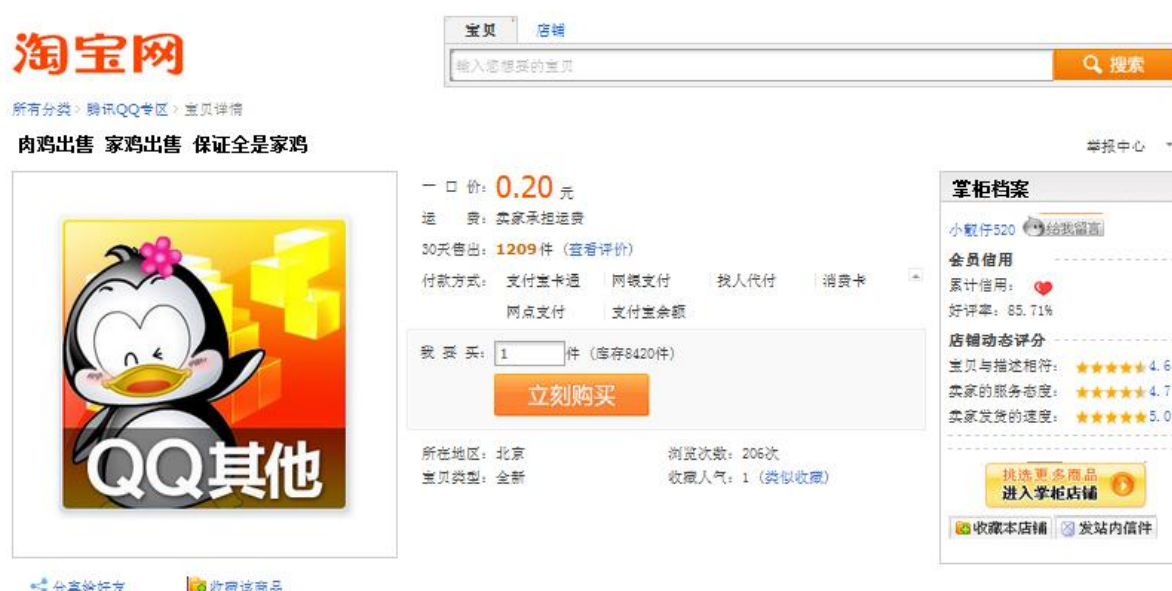 淘宝网
宝贝 店铺
输入您想要的宝贝
搜索
所有分类 > 腾讯QQ专区 > 宝贝详情
肉鸡出售 家鸡出售 保证全是家鸡
举报中心
一口价: 0.20 元
运 费: 卖家承担运费
30天售出: 1209 件 (查看评价)
付款方式: 支付宝卡通 网银支付 找人代付 消费卡
网点支付 支付宝余额
我要买: 1 件 (库存8420件)
立刻购买
所在地区: 北京 浏览次数: 206次
宝贝类型: 全新 收藏人气: 1 (类似收藏)
QQ其他
分享给好友 收藏该商品
掌柜档案
小靓仔520 给我留言
会员信用
累计信用:
好评率: 85.71%
店铺动态评分
宝贝与描述相符: 4.6
卖家的服务态度: 4.7
卖家发货的速度: 5.0
挑选更多商品
进入掌柜店铺
收藏本店铺 发站内信件